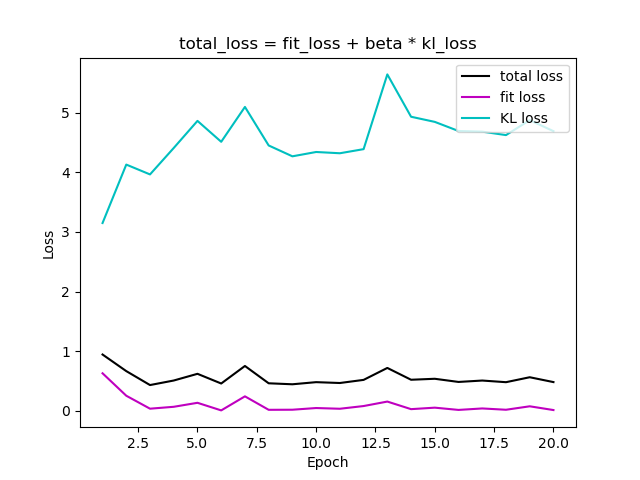 total_loss = fit_loss + beta * kl_loss
total loss
fit loss
KL loss
5
4
3
2
1
0
Loss
2.5
5.0
7.5
10.0
12.5
15.0
17.5
20.0
Epoch